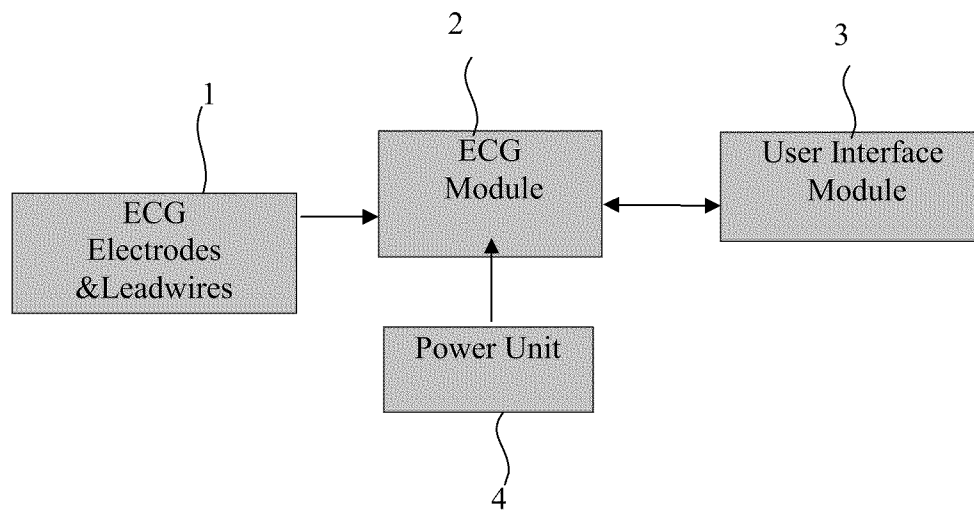 2
3
1
ECG
Module
User Interface
Module
ECG
Electrodes
&Leadwires
Power Unit
4